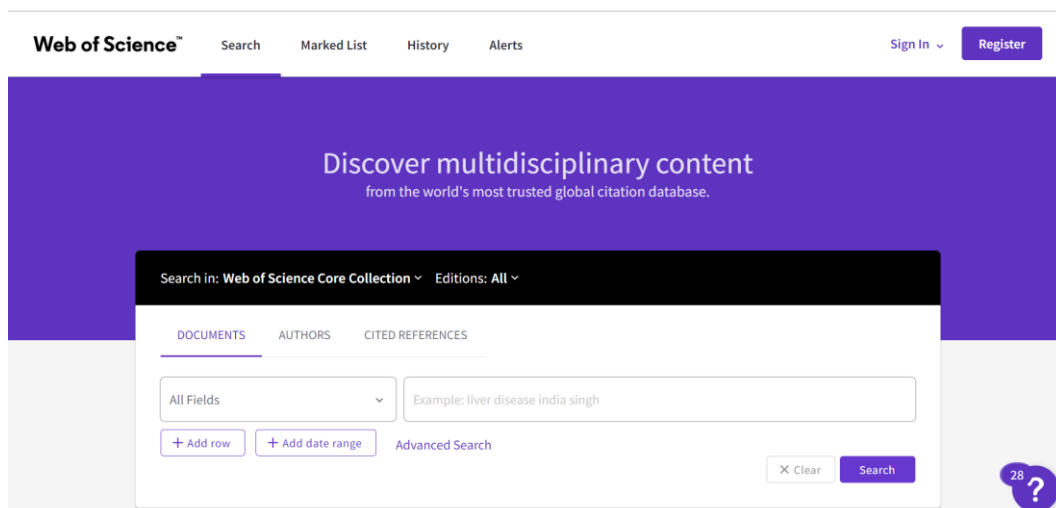 Web of Science™ Search Marked List History Alerts Sign In Register
Discover multidisciplinary content
from the world's most trusted global citation database.
Search in: Web of Science Core Collection Editions: All
DOCUMENTS AUTHORS CITED REFERENCES
All Fields Example: liver disease india singh
+ Add row + Add date range Advanced Search
× Clear Search
28 ?